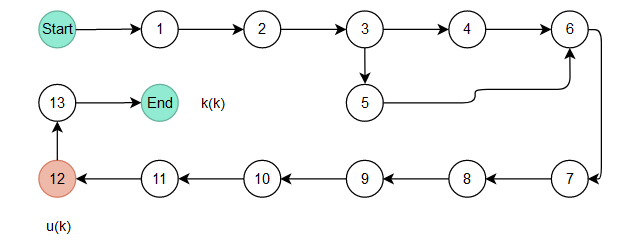 Start 1 2 3 4 6
13 End k(k) 5
12 11 10 9 8 7
u(k)